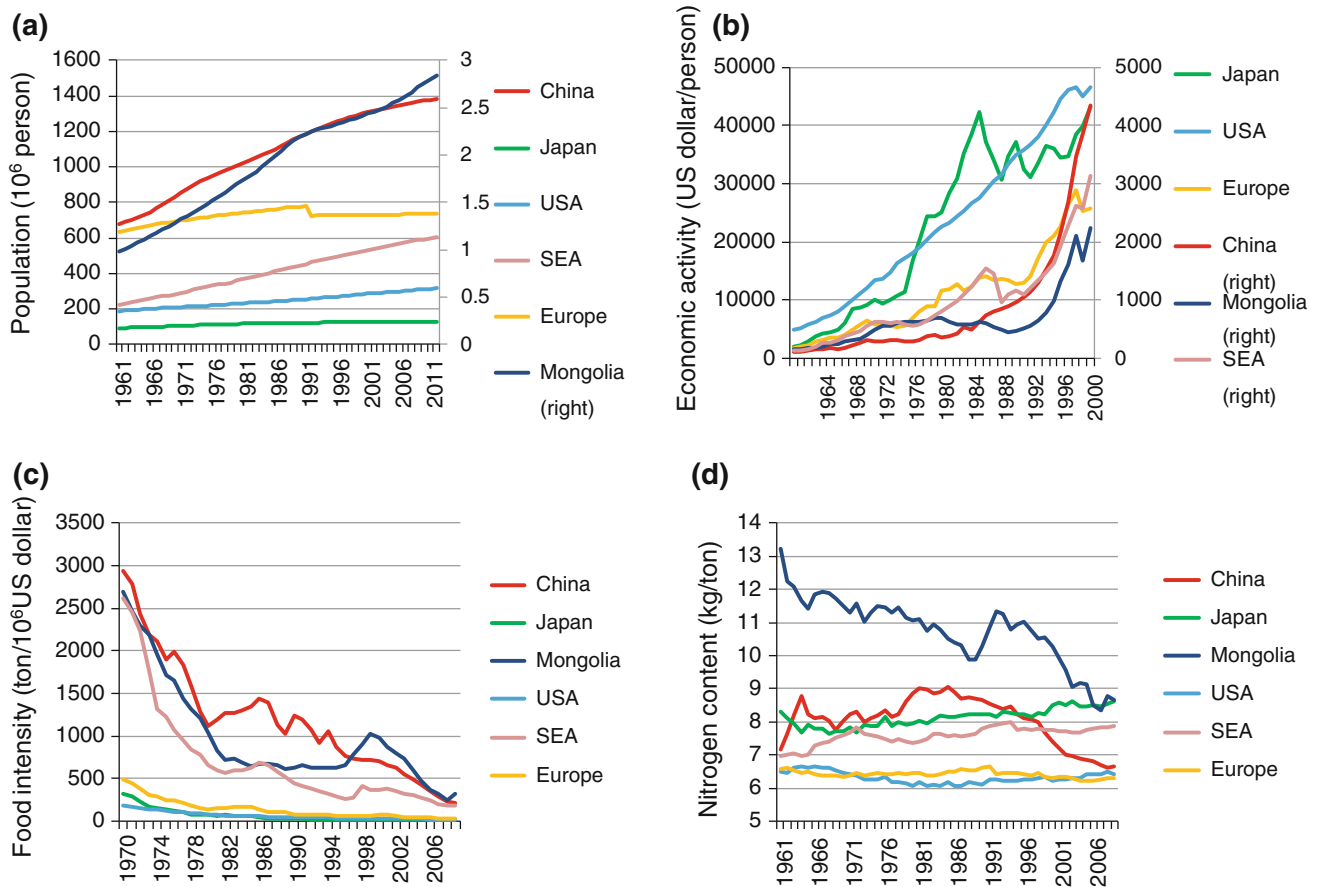 (a)
Population (10⁶ person)
1600
1400
1200
1000
800
600
400
200
0
3
2.5
2
1.5
1
0.5
0
1961
1966
1971
1976
1981
1986
1991
1996
2001
2006
2011
China
Japan
USA
SEA
Europe
Mongolia
(right)
(b)
Economic activity (US dollar/person)
50000
40000
30000
20000
10000
0
5000
4000
3000
2000
1000
0
1964
1968
1972
1976
1980
1984
1988
1992
1996
2000
Japan
USA
Europe
China
(right)
Mongolia
(right)
SEA
(right)
(c)
Food intensity (ton/10⁶US dollar)
3500
3000
2500
2000
1500
1000
500
0
1970
1974
1978
1982
1986
1990
1994
1998
2002
2006
China
Japan
Mongolia
USA
SEA
Europe
(d)
Nitrogen content (kg/ton)
14
13
12
11
10
9
8
7
6
5
1961
1966
1971
1976
1981
1986
1991
1996
2001
2006
China
Japan
Mongolia
USA
SEA
Europe